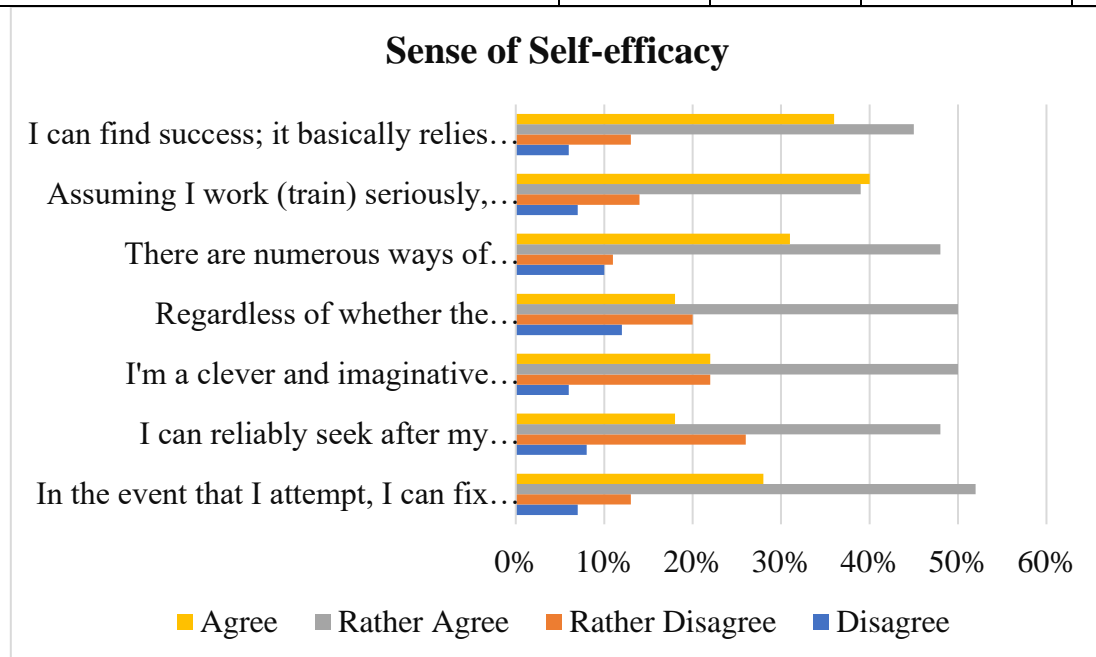 Sense of Self-efficacy
I can find success; it basically relies…
Assuming I work (train) seriously,…
There are numerous ways of…
Regardless of whether the…
I'm a clever and imaginative…
I can reliably seek after my…
In the event that I attempt, I can fix…
0% 10% 20% 30% 40% 50% 60%
Agree Rather Agree Rather Disagree Disagree